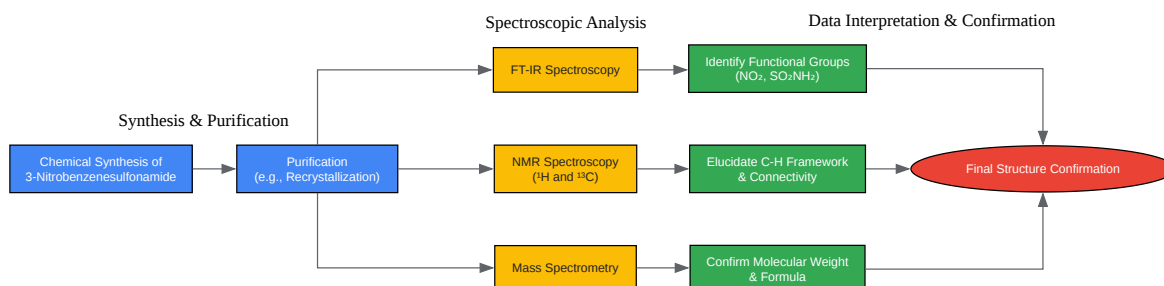 Spectroscopic Analysis
Data Interpretation & Confirmation
FT-IR Spectroscopy
Identify Functional Groups
(NO₂, SO₂NH₂)
Synthesis & Purification
Chemical Synthesis of
3-Nitrobenzenesulfonamide
Purification
(e.g., Recrystallization)
NMR Spectroscopy
(¹H and ¹³C)
Elucidate C-H Framework
& Connectivity
Final Structure Confirmation
Mass Spectrometry
Confirm Molecular Weight
& Formula